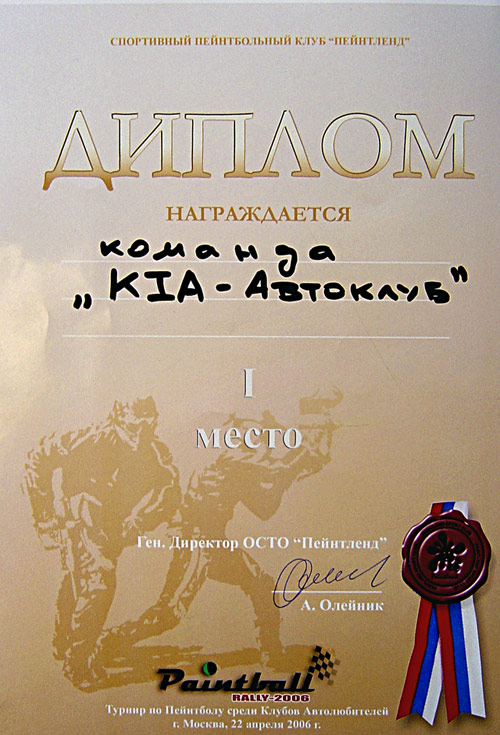 СПОРТИВНЫЙ ПЕЙНТБОЛЬНЫЙ КЛУБ "ПЕЙНТЛЕНД"
ДИПЛОМ
НАГРАЖДАЕТСЯ
команда
„KIA - Автоклуб"
I
место
Ген. Директор ОСТО "Пейнтленд"
А. Олейник
Paintball
RALLY-2006
Турнир по Пейнтболу среди Клубов Автолюбителей
г. Москва, 22 апреля 2006 г.